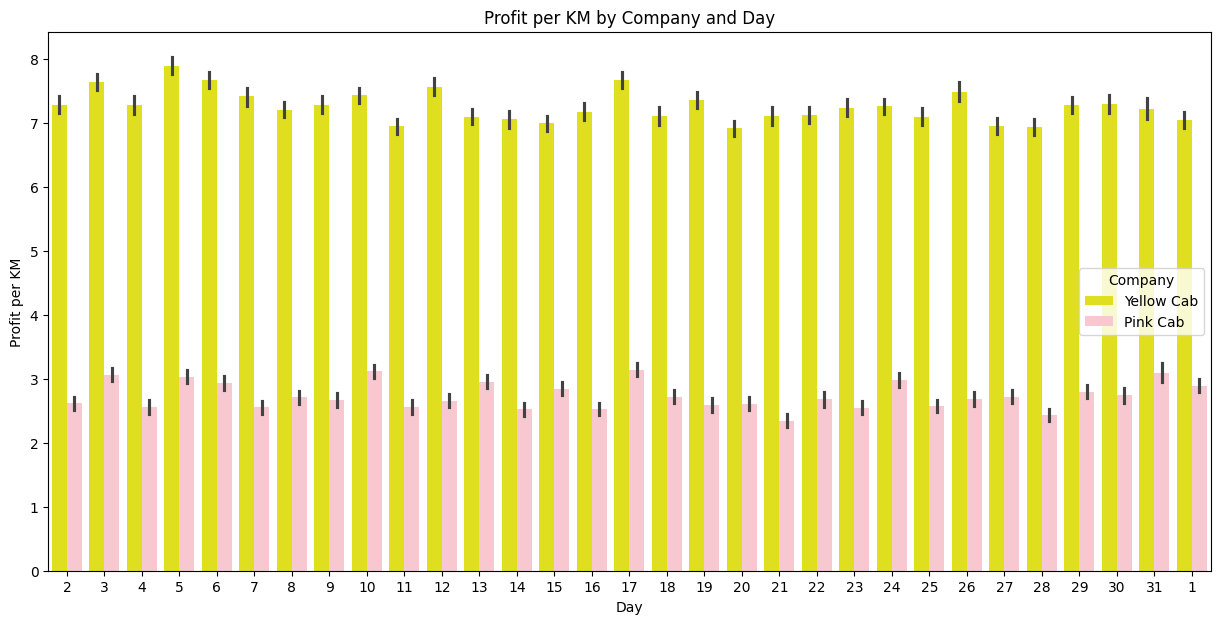 Profit per KM by Company and Day
8
7
6
5
4
3
2
1
0
Profit per KM
Company
Yellow Cab
Pink Cab
2 3 4 5 6 7 8 9 10 11 12 13 14 15 16 17 18 19 20 21 22 23 24 25 26 27 28 29 30 31 1
Day